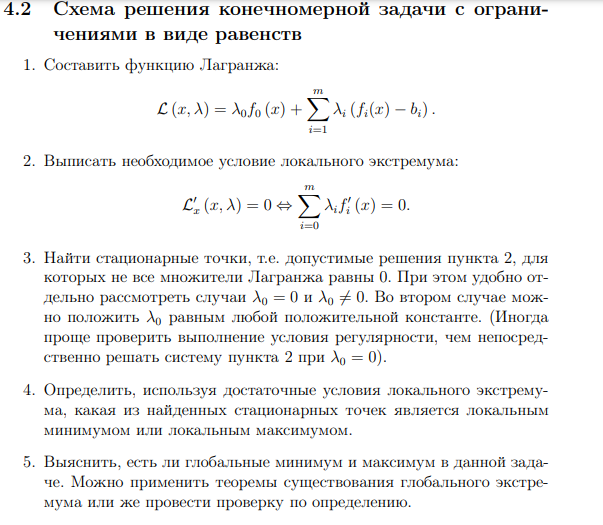 4.2 Схема решения конечномерной задачи с ограни-
чениями в виде равенств
1. Составить функцию Лагранжа:
ℒ (x, λ) = λ₀f₀ (x) + ∑_{i=1}^{m} λᵢ (fᵢ(x) − bᵢ) .
2. Выписать необходимое условие локального экстремума:
ℒ′ₓ (x, λ) = 0 ⇔ ∑_{i=0}^{m} λᵢf′ᵢ (x) = 0.
3. Найти стационарные точки, т.е. допустимые решения пункта 2, для
которых не все множители Лагранжа равны 0. При этом удобно от-
дельно рассмотреть случаи λ₀ = 0 и λ₀ ≠ 0. Во втором случае мож-
но положить λ₀ равным любой положительной константе. (Иногда
проще проверить выполнение условия регулярности, чем непосред-
ственно решать систему пункта 2 при λ₀ = 0).
4. Определить, используя достаточные условия локального экстрему-
ма, какая из найденных стационарных точек является локальным
минимумом или локальным максимумом.
5. Выяснить, есть ли глобальные минимум и максимум в данной зада-
че. Можно применить теоремы существования глобального экстре-
мума или же провести проверку по определению.